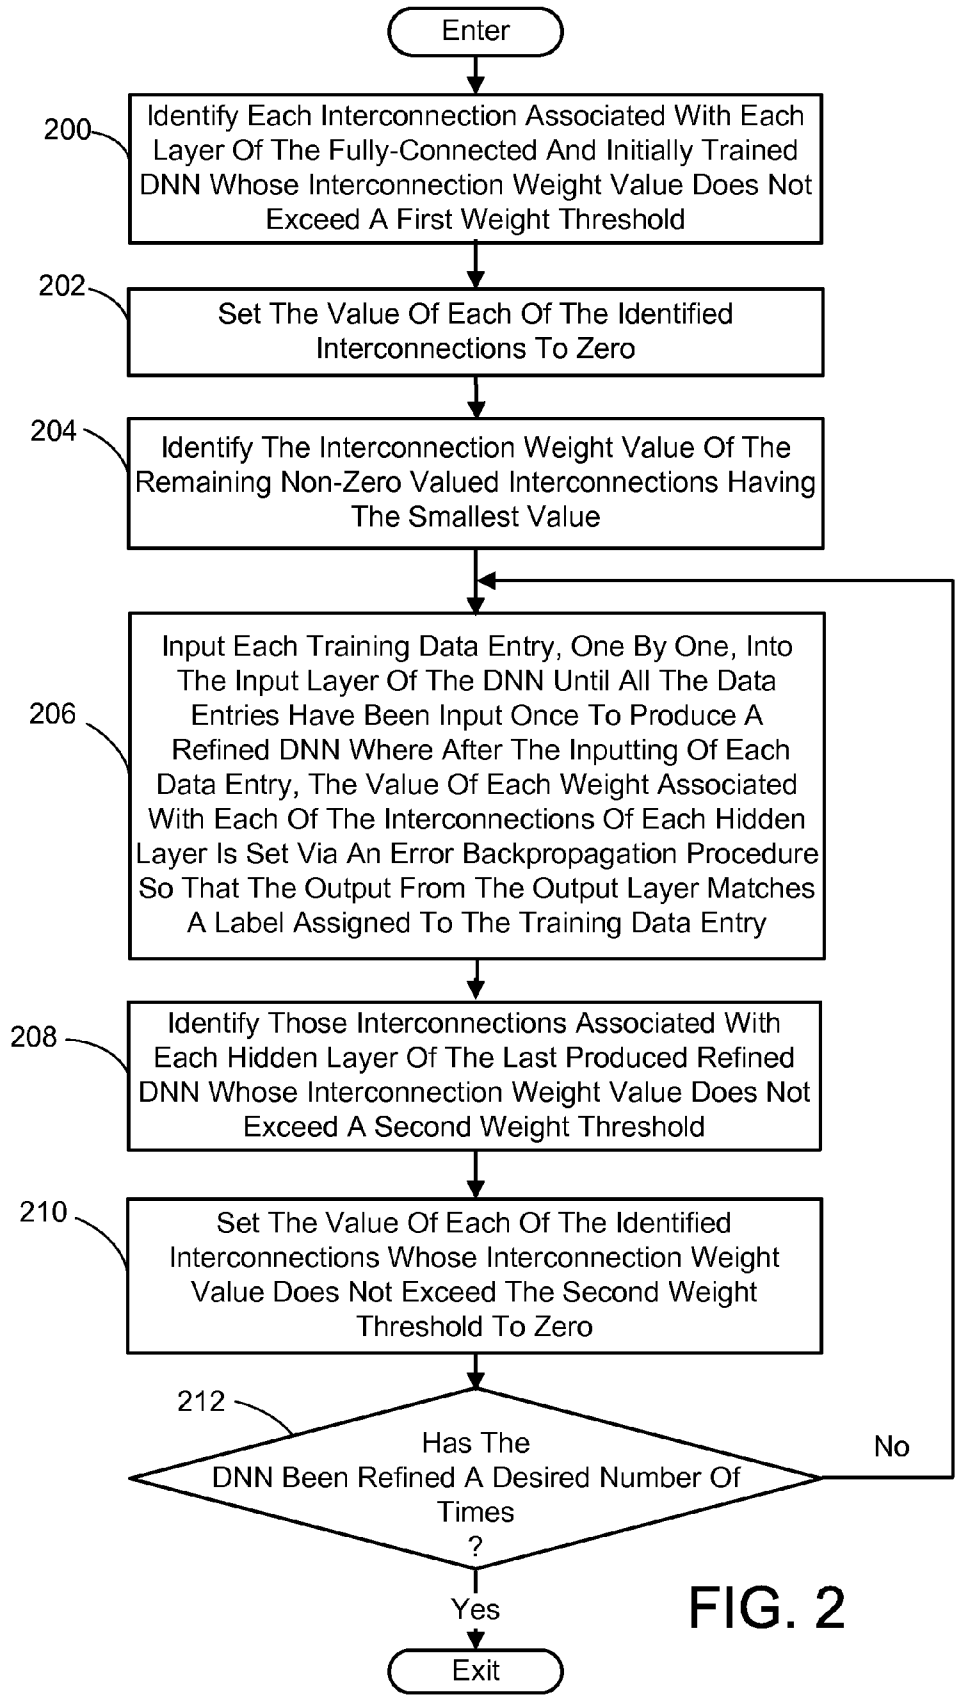 Enter
200
Identify Each Interconnection Associated With Each
Layer Of The Fully-Connected And Initially Trained
DNN Whose Interconnection Weight Value Does Not
Exceed A First Weight Threshold
202
Set The Value Of Each Of The Identified
Interconnections To Zero
204
Identify The Interconnection Weight Value Of The
Remaining Non-Zero Valued Interconnections Having
The Smallest Value
206
Input Each Training Data Entry, One By One, Into
The Input Layer Of The DNN Until All The Data
Entries Have Been Input Once To Produce A
Refined DNN Where After The Inputting Of Each
Data Entry, The Value Of Each Weight Associated
With Each Of The Interconnections Of Each Hidden
Layer Is Set Via An Error Backpropagation Procedure
So That The Output From The Output Layer Matches
A Label Assigned To The Training Data Entry
208
Identify Those Interconnections Associated With
Each Hidden Layer Of The Last Produced Refined
DNN Whose Interconnection Weight Value Does Not
Exceed A Second Weight Threshold
210
Set The Value Of Each Of The Identified
Interconnections Whose Interconnection Weight
Value Does Not Exceed The Second Weight
Threshold To Zero
212
Has The
DNN Been Refined A Desired Number Of
Times
?
No
Yes
FIG. 2
Exit